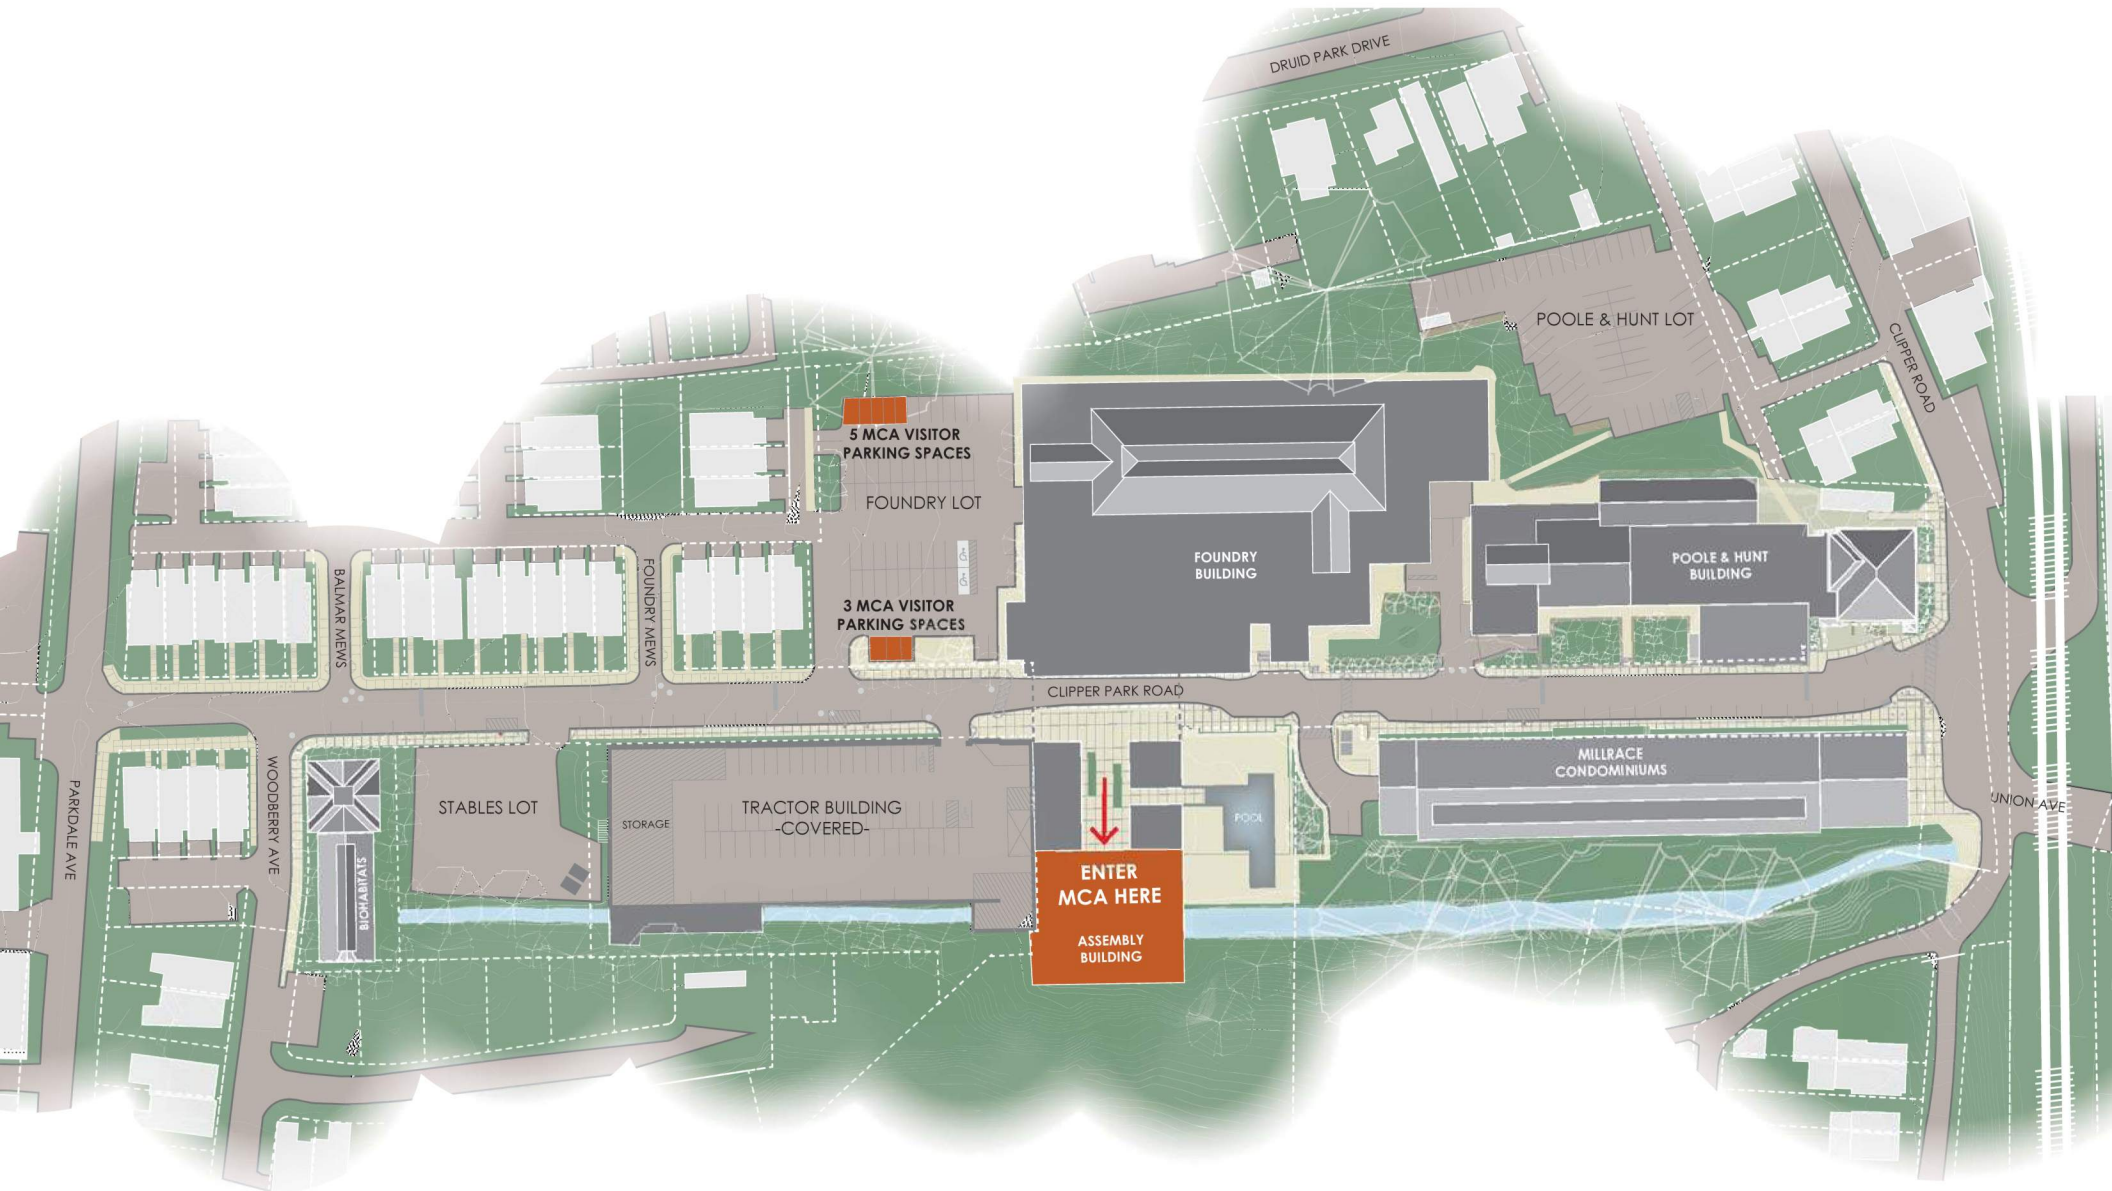 DRUID PARK DRIVE
POOLE & HUNT LOT
CLIPPER ROAD
5 MCA VISITOR
PARKING SPACES
FOUNDRY LOT
FOUNDRY
BUILDING
POOLE & HUNT
BUILDING
BALMAR MEWS
FOUNDRY MEWS
3 MCA VISITOR
PARKING SPACES
CLIPPER PARK ROAD
PARKDALE AVE
WOODBERRY AVE
BIOHABITATS
STABLES LOT
STORAGE
TRACTOR BUILDING
-COVERED-
POOL
MILLRACE
CONDOMINIUMS
UNION AVE
ENTER
MCA HERE
ASSEMBLY
BUILDING